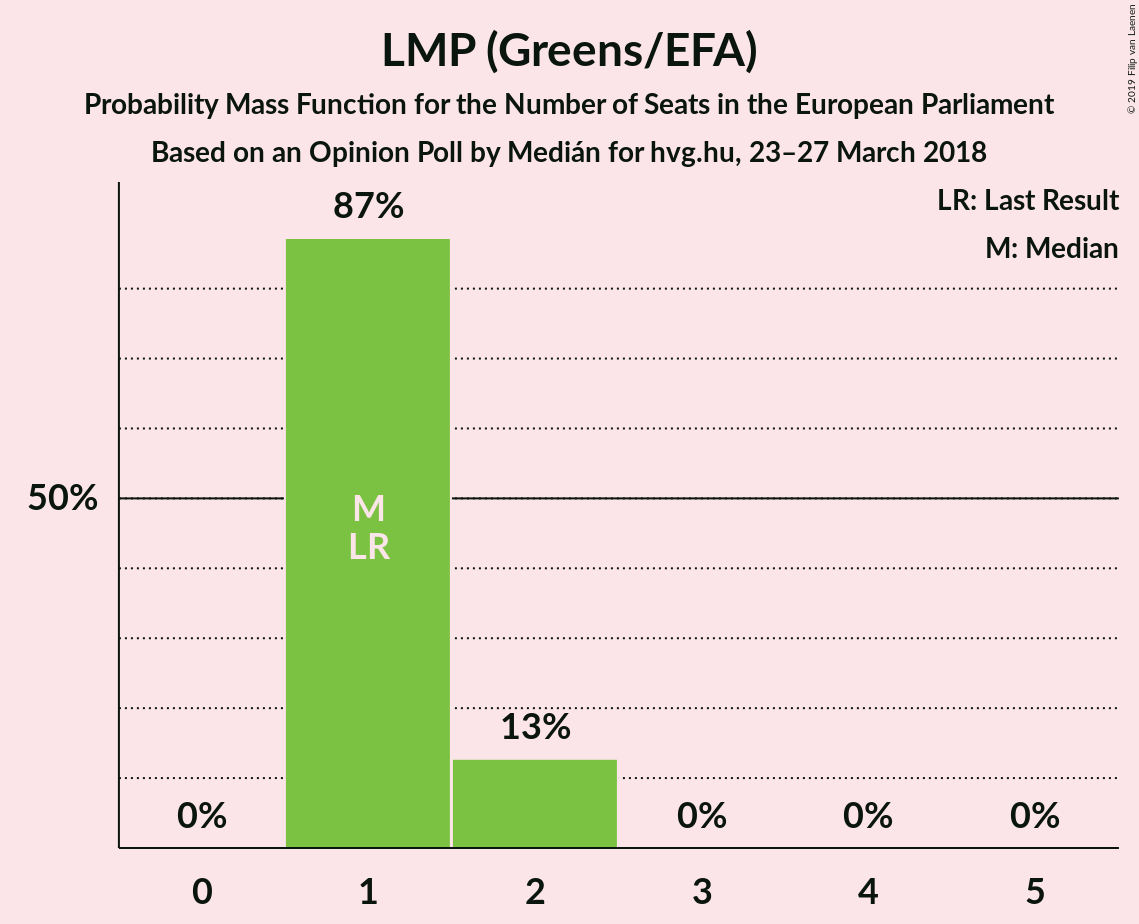 LMP (Greens/EFA)
Probability Mass Function for the Number of Seats in the European Parliament
Based on an Opinion Poll by Medián for hvg.hu, 23–27 March 2018
© 2019 Filip van Laenen
LR: Last Result
M: Median
87%
50%
M
LR
13%
0%
0%
0%
0%
0 1 2 3 4 5